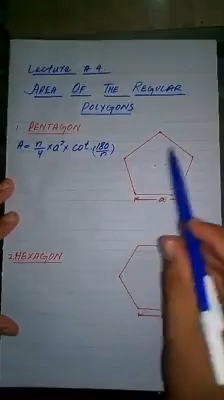 Lecture # 4
AREA OF THE REGULAR
POLYGONS
1. PENTAGON
A = n/4 × a² × cot (180/n)
a
2. HEXAGON